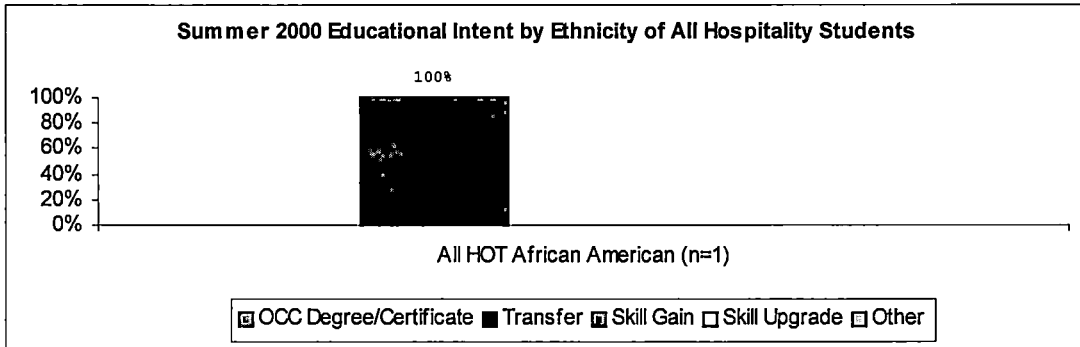 Summer 2000 Educational Intent by Ethnicity of All Hospitality Students
100%
100%
80%
60%
40%
20%
0%
All HOT African American (n=1)
OCC Degree/Certificate Transfer Skill Gain Skill Upgrade Other